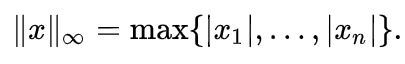 ‖x‖∞ = max{|x₁|, . . . , |xₙ|}.